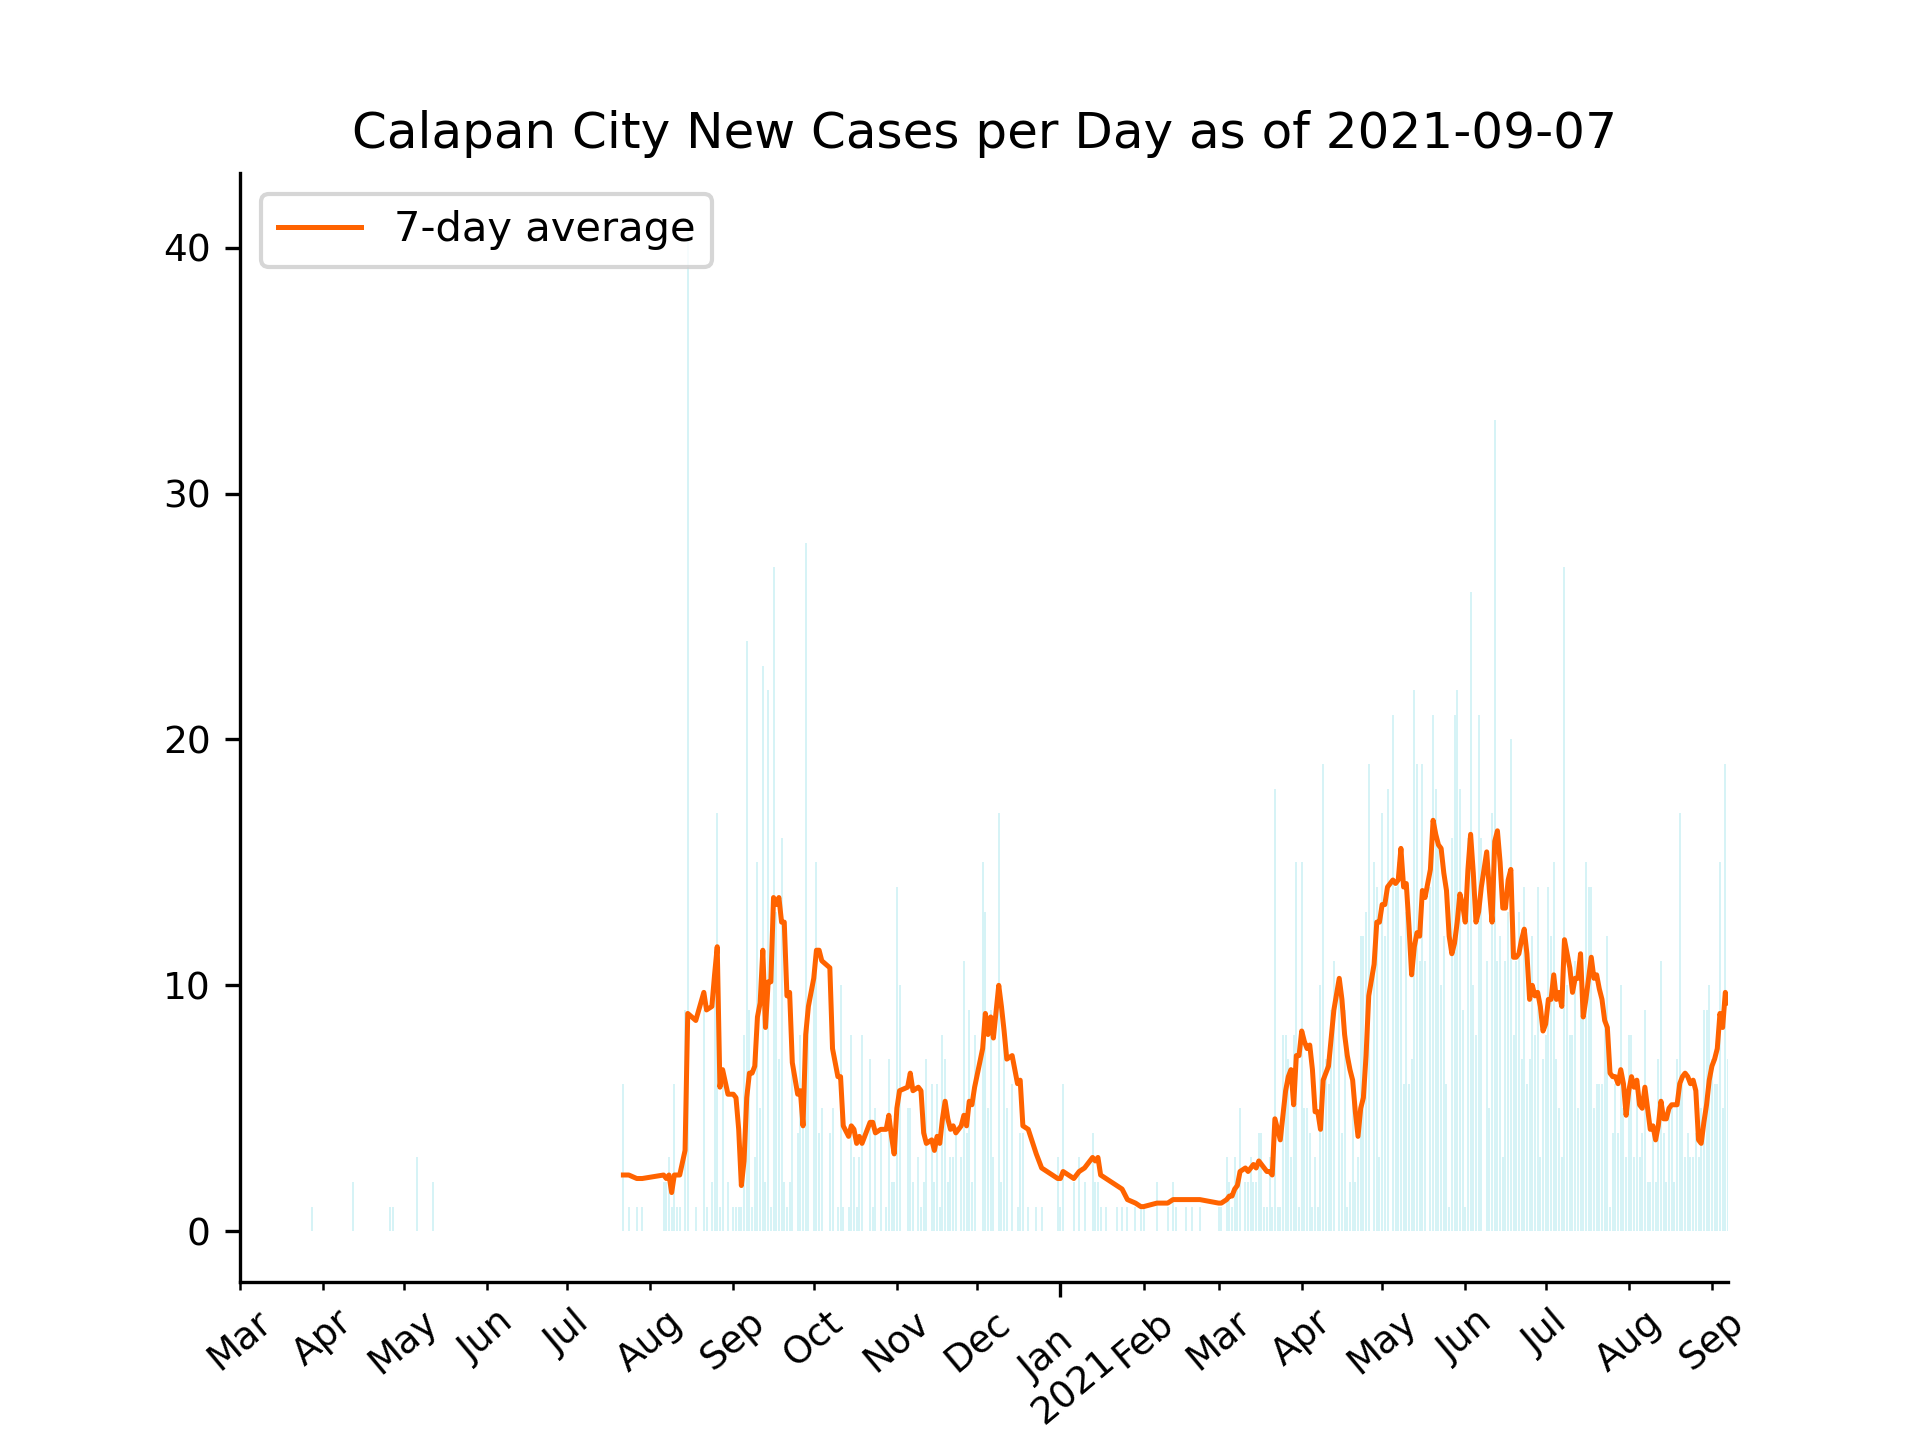 Calapan City New Cases per Day as of 2021-09-07
7-day average
40
30
20
10
0
Mar Apr May Jun Jul Aug Sep Oct Nov Dec Jan Feb Mar Apr May Jun Jul Aug Sep
2021